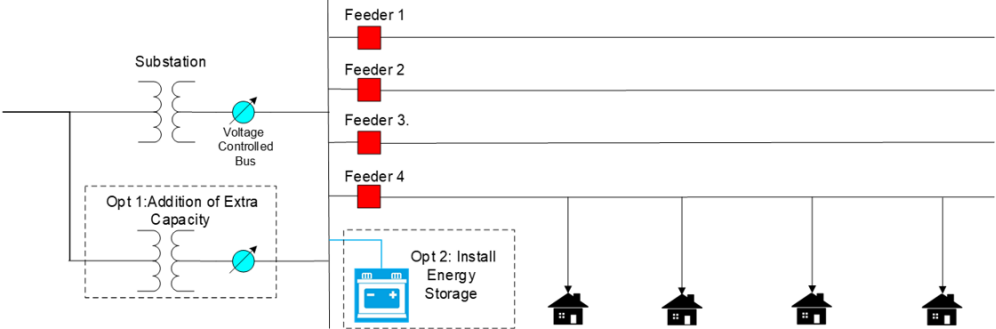 Feeder 1
Substation
Feeder 2
Voltage
Controlled
Bus
Feeder 3.
Feeder 4
Opt 1:Addition of Extra
Capacity
Opt 2: Install
Energy
Storage